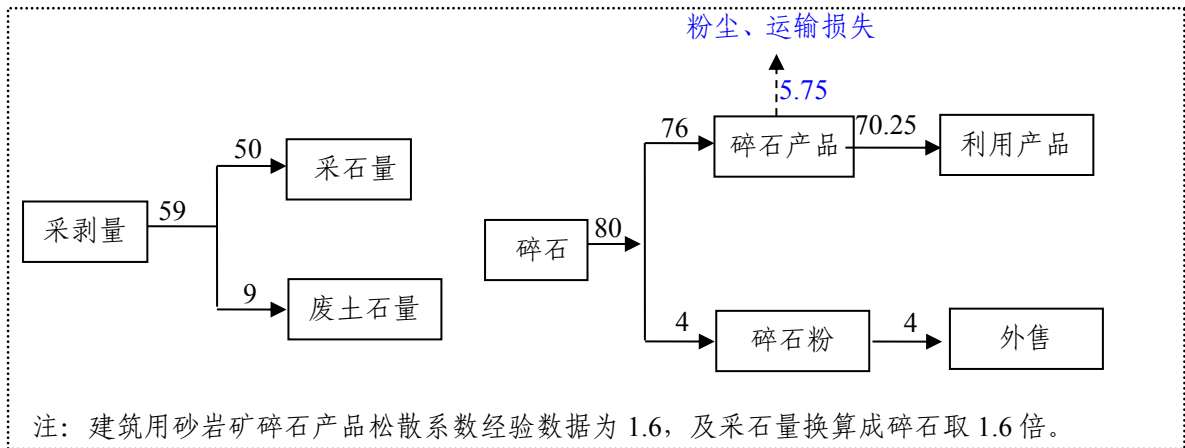 粉尘、运输损失
5.75
50
采石量
76
碎石产品
70.25
利用产品
采剥量
59
碎石
80
9
废土石量
4
碎石粉
4
外售
注：建筑用砂岩矿碎石产品松散系数经验数据为 1.6，及采石量换算成碎石取 1.6 倍。